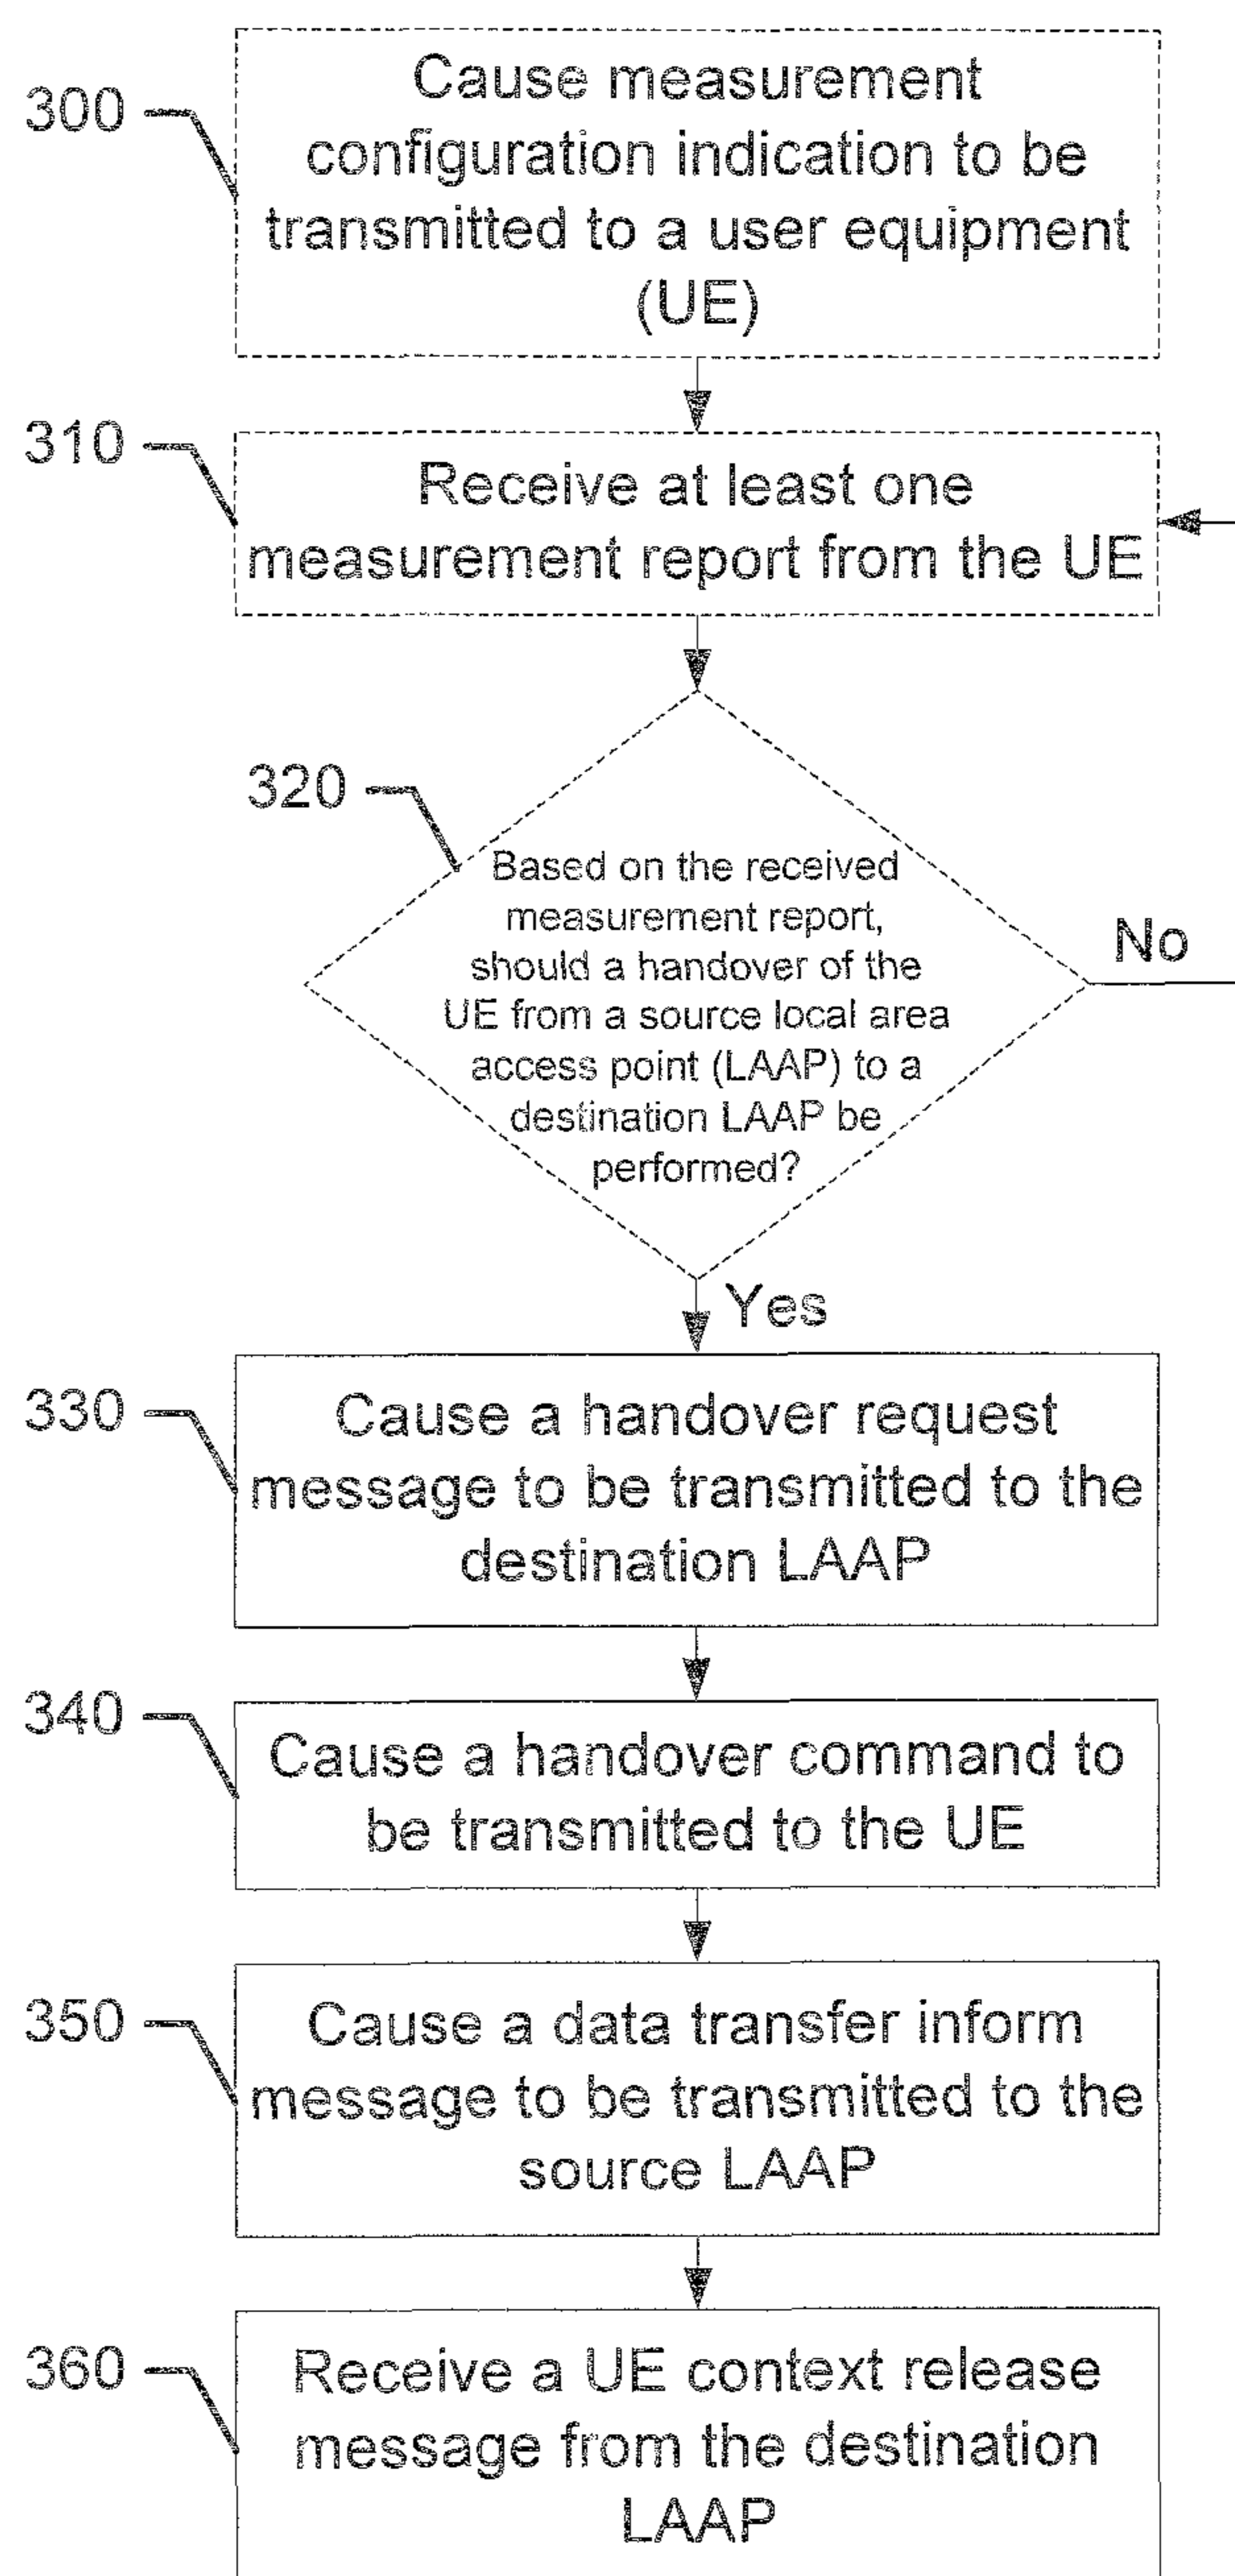 300
Cause measurement
configuration indication to be
transmitted to a user equipment
(UE)
310
Receive at least one
measurement report from the UE
320
Based on the received
measurement report,
should a handover of the
UE from a source local area
access point (LAAP) to a
destination LAAP be
performed?
No
Yes
330
Cause a handover request
message to be transmitted to the
destination LAAP
340
Cause a handover command to
be transmitted to the UE
350
Cause a data transfer inform
message to be transmitted to the
source LAAP
360
Receive a UE context release
message from the destination
LAAP